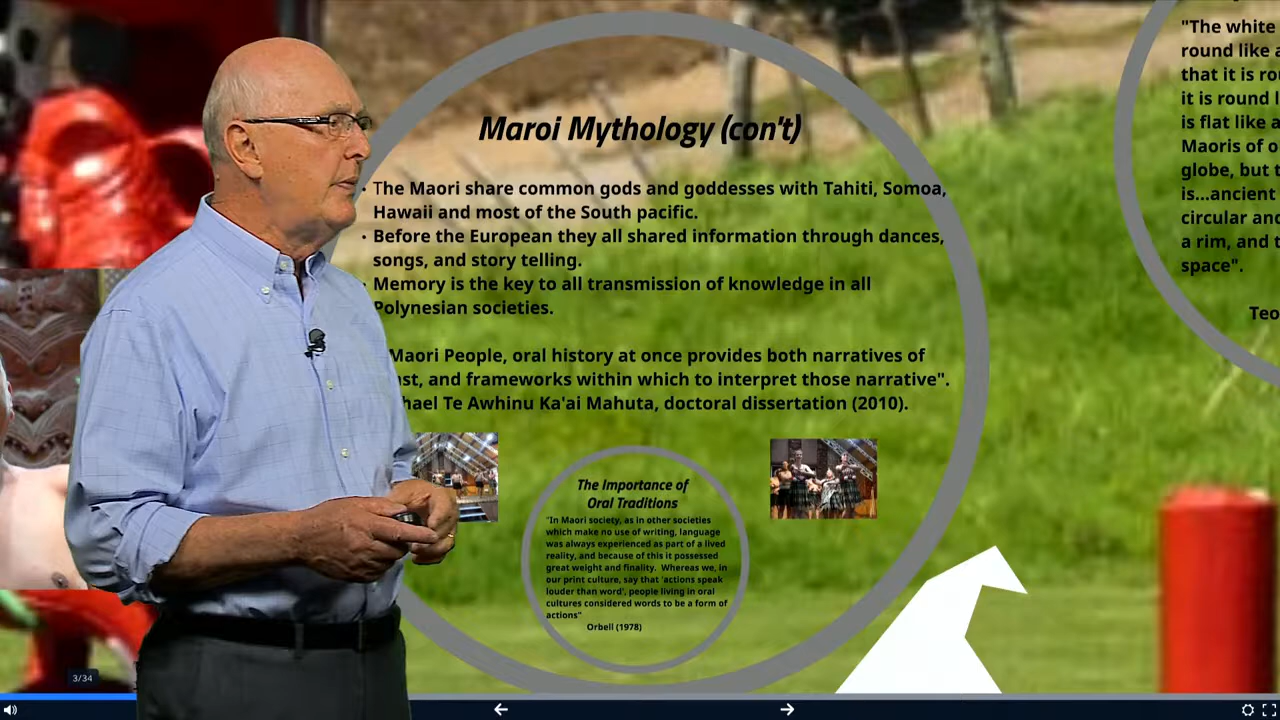 Maroi Mythology (con't)
The Maori share common gods and goddesses with Tahiti, Somoa,
Hawaii and most of the South pacific.
Before the European they all shared information through dances,
songs, and story telling.
Memory is the key to all transmission of knowledge in all
Polynesian societies.
Maori People, oral history at once provides both narratives of
and frameworks within which to interpret those narrative".
Te Awhinu Ka'ai Mahuta, doctoral dissertation (2010).
The Importance of
Oral Traditions
"In Maori society, as in other societies
which make no use of writing, language
was always experienced as part of a lived
reality, and because of this it possessed
great weight and finality. Whereas we, in
our print culture, say that 'actions speak
louder than word', people living in oral
cultures considered words to be a form of
actions"
Orbell (1978)
"The white
round like a
that it is
it is round
is flat like a
Maoris of
globe, but
is...ancient
circular
a rim, and
space".
3/34